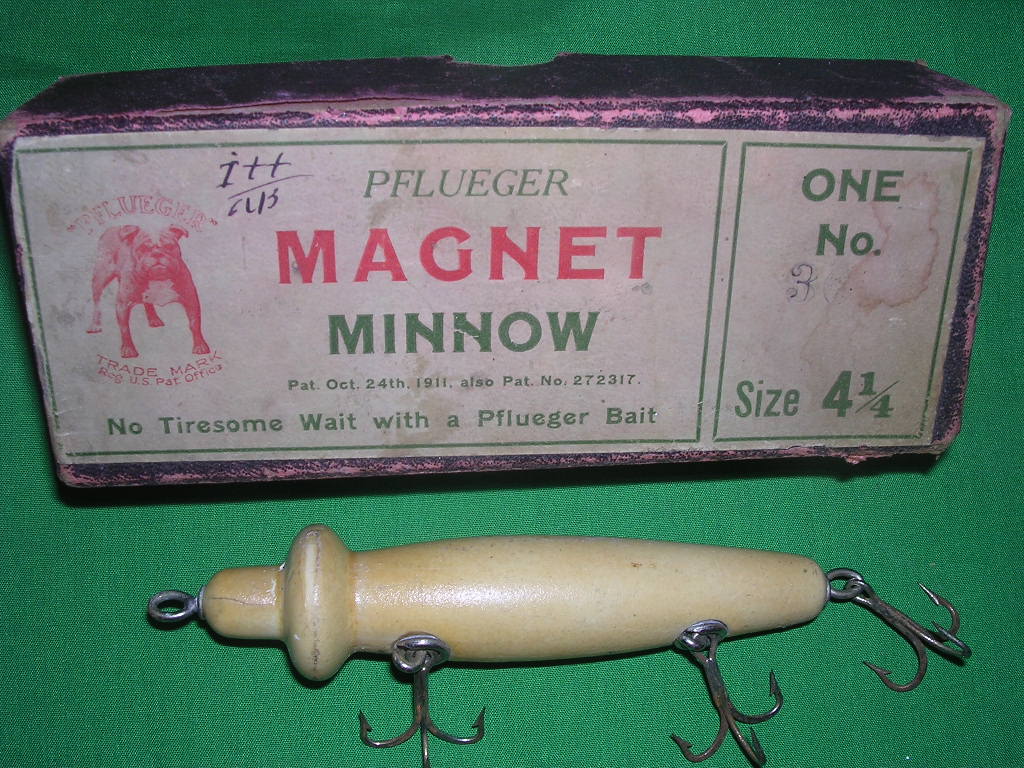 "PFLUEGER"
TRADE MARK
Reg. U.S. Pat. Office
PFLUEGER
MAGNET
MINNOW
Pat. Oct. 24th, 1911, also Pat. No. 272317.
No Tiresome Wait with a Pflueger Bait
ONE
No.
3
Size 4¼